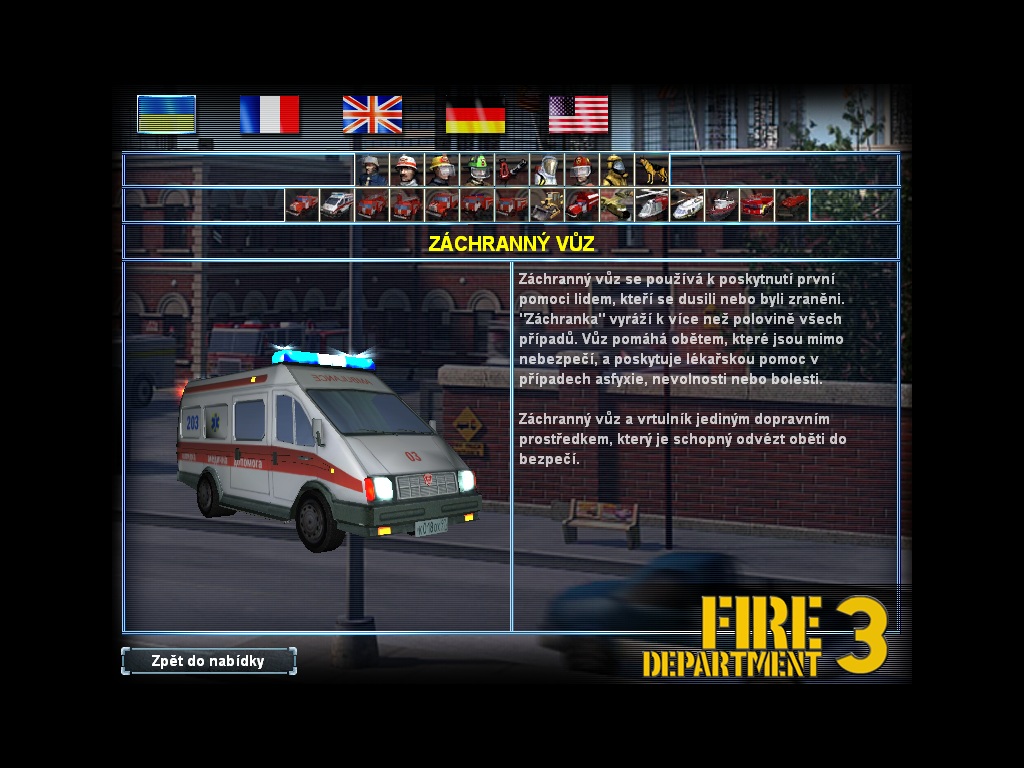 ZÁCHRANNÝ VŮZ
Záchranný vůz se používá k poskytnutí první
pomoci lidem, kteří se dusili nebo byli zraněni.
"Záchranka" vyráží k více než polovině všech
případů. Vůz pomáhá obětem, které jsou mimo
nebezpečí, a poskytuje lékařskou pomoc v
případech asfyxie, nevolnosti nebo bolesti.
Záchranný vůz a vrtulník jediným dopravním
prostředkem, který je schopný odvézt oběti do
bezpečí.
AMBULANCE
203
03
FIRE
DEPARTMENT 3
Zpět do nabídky